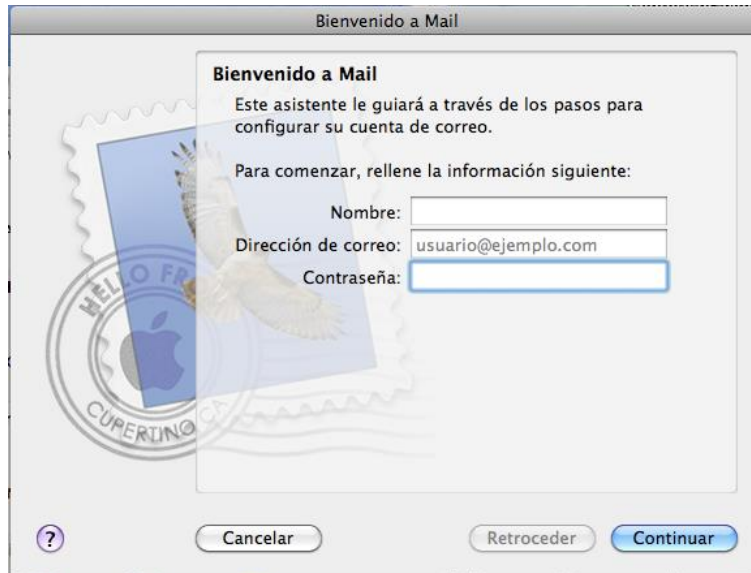 Bienvenido a Mail
Bienvenido a Mail
Este asistente le guiará a través de los pasos para
configurar su cuenta de correo.
Para comenzar, rellene la información siguiente:
Nombre:
Dirección de correo: usuario@ejemplo.com
Contraseña:
HELLO FR
CUPERTINO CA
?
Cancelar
Retroceder
Continuar